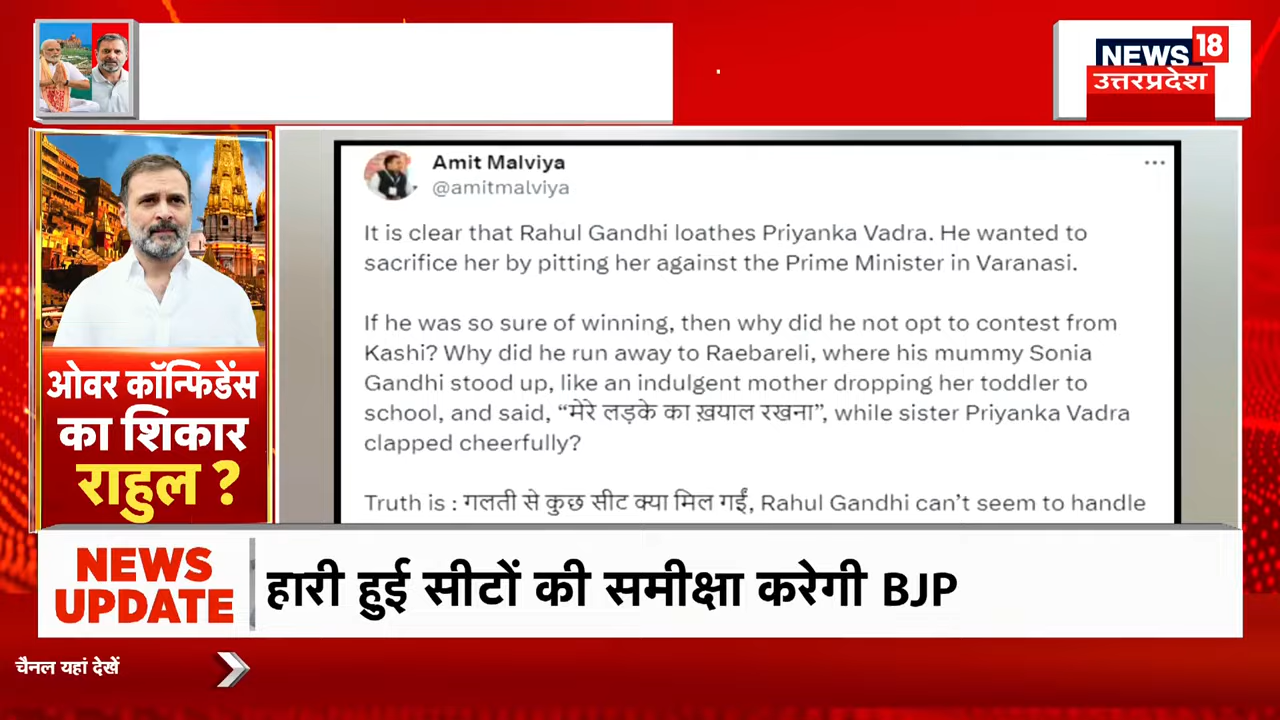 NEWS 18
उत्तरप्रदेश
Amit Malviya
@amitmalviya
It is clear that Rahul Gandhi loathes Priyanka Vadra. He wanted to
sacrifice her by pitting her against the Prime Minister in Varanasi.
If he was so sure of winning, then why did he not opt to contest from
Kashi? Why did he run away to Raebareli, where his mummy Sonia
Gandhi stood up, like an indulgent mother dropping her toddler to
school, and said, “मेरे लड़के का ख़याल रखना”, while sister Priyanka Vadra
clapped cheerfully?
Truth is : गलती से कुछ सीट क्या मिल गईं, Rahul Gandhi can’t seem to handle
ओवर कॉन्फिडेंस
का शिकार
राहुल ?
NEWS
UPDATE
हारी हुई सीटों की समीक्षा करेगी BJP
चैनल यहां देखें